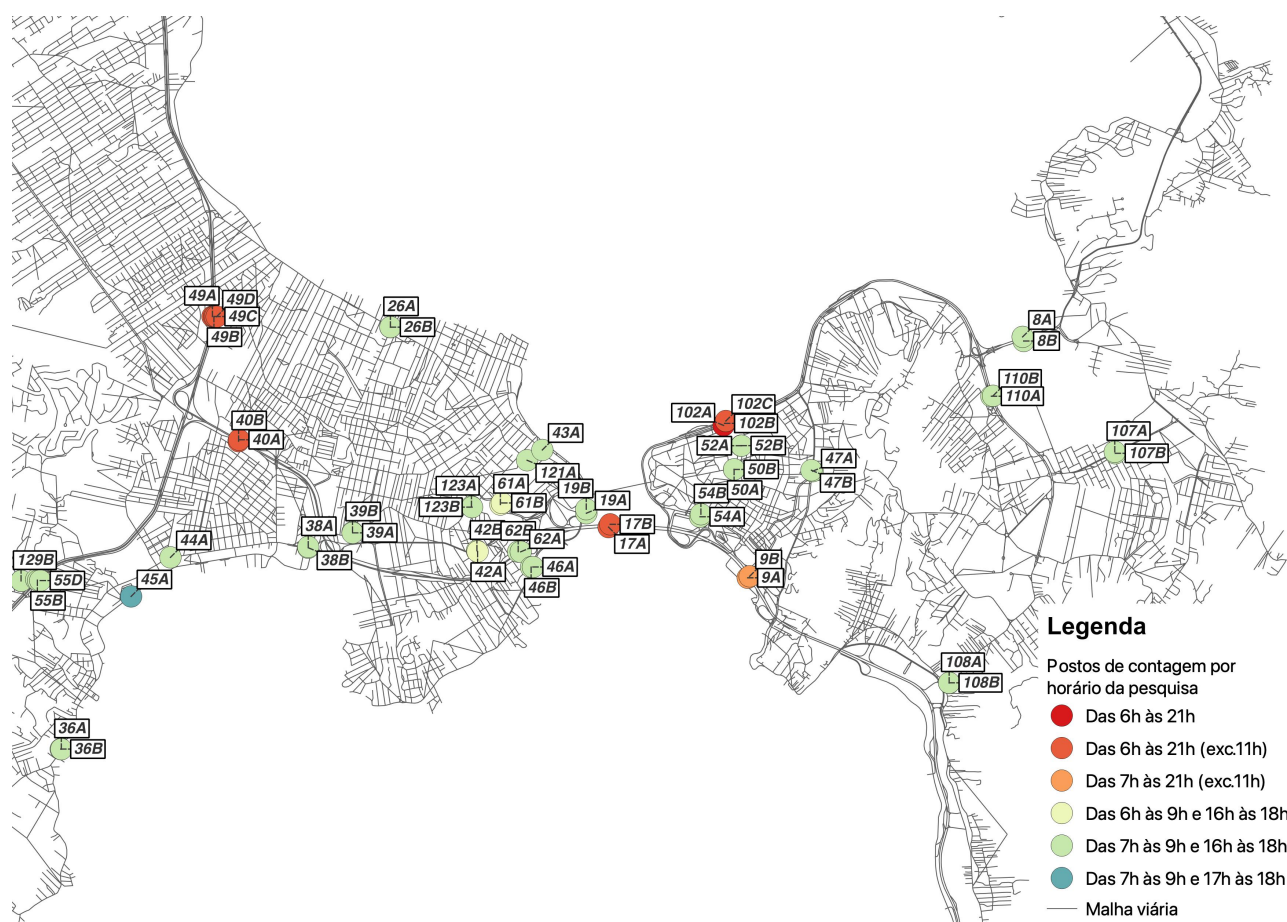 49A 49D
49C
49B
26A
26B
8A
8B
110B
110A
40B
40A
102C
102A
102B
52A 52B
43A
107A
107B
121A
47A
47B
50B
50A
123A
61A
61B
123B
19B
19A
54B
54A
39B
39A
38A
38B
17B
17A
42B 62B
62A
42A
44A
46A
46B
9B
9A
129B
55D
55B
45A
108A
108B
36A
36B
Legenda
Postos de contagem por
horário da pesquisa
Das 6h às 21h
Das 6h às 21h (exc.11h)
Das 7h às 21h (exc.11h)
Das 6h às 9h e 16h às 18h
Das 7h às 9h e 16h às 18h
Das 7h às 9h e 17h às 18h
Malha viária